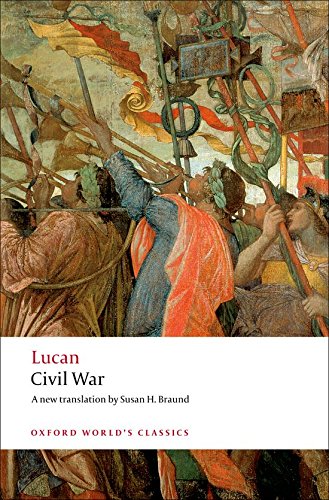 Lucan
Civil War
A new translation by Susan H. Braund
OXFORD WORLD'S CLASSICS